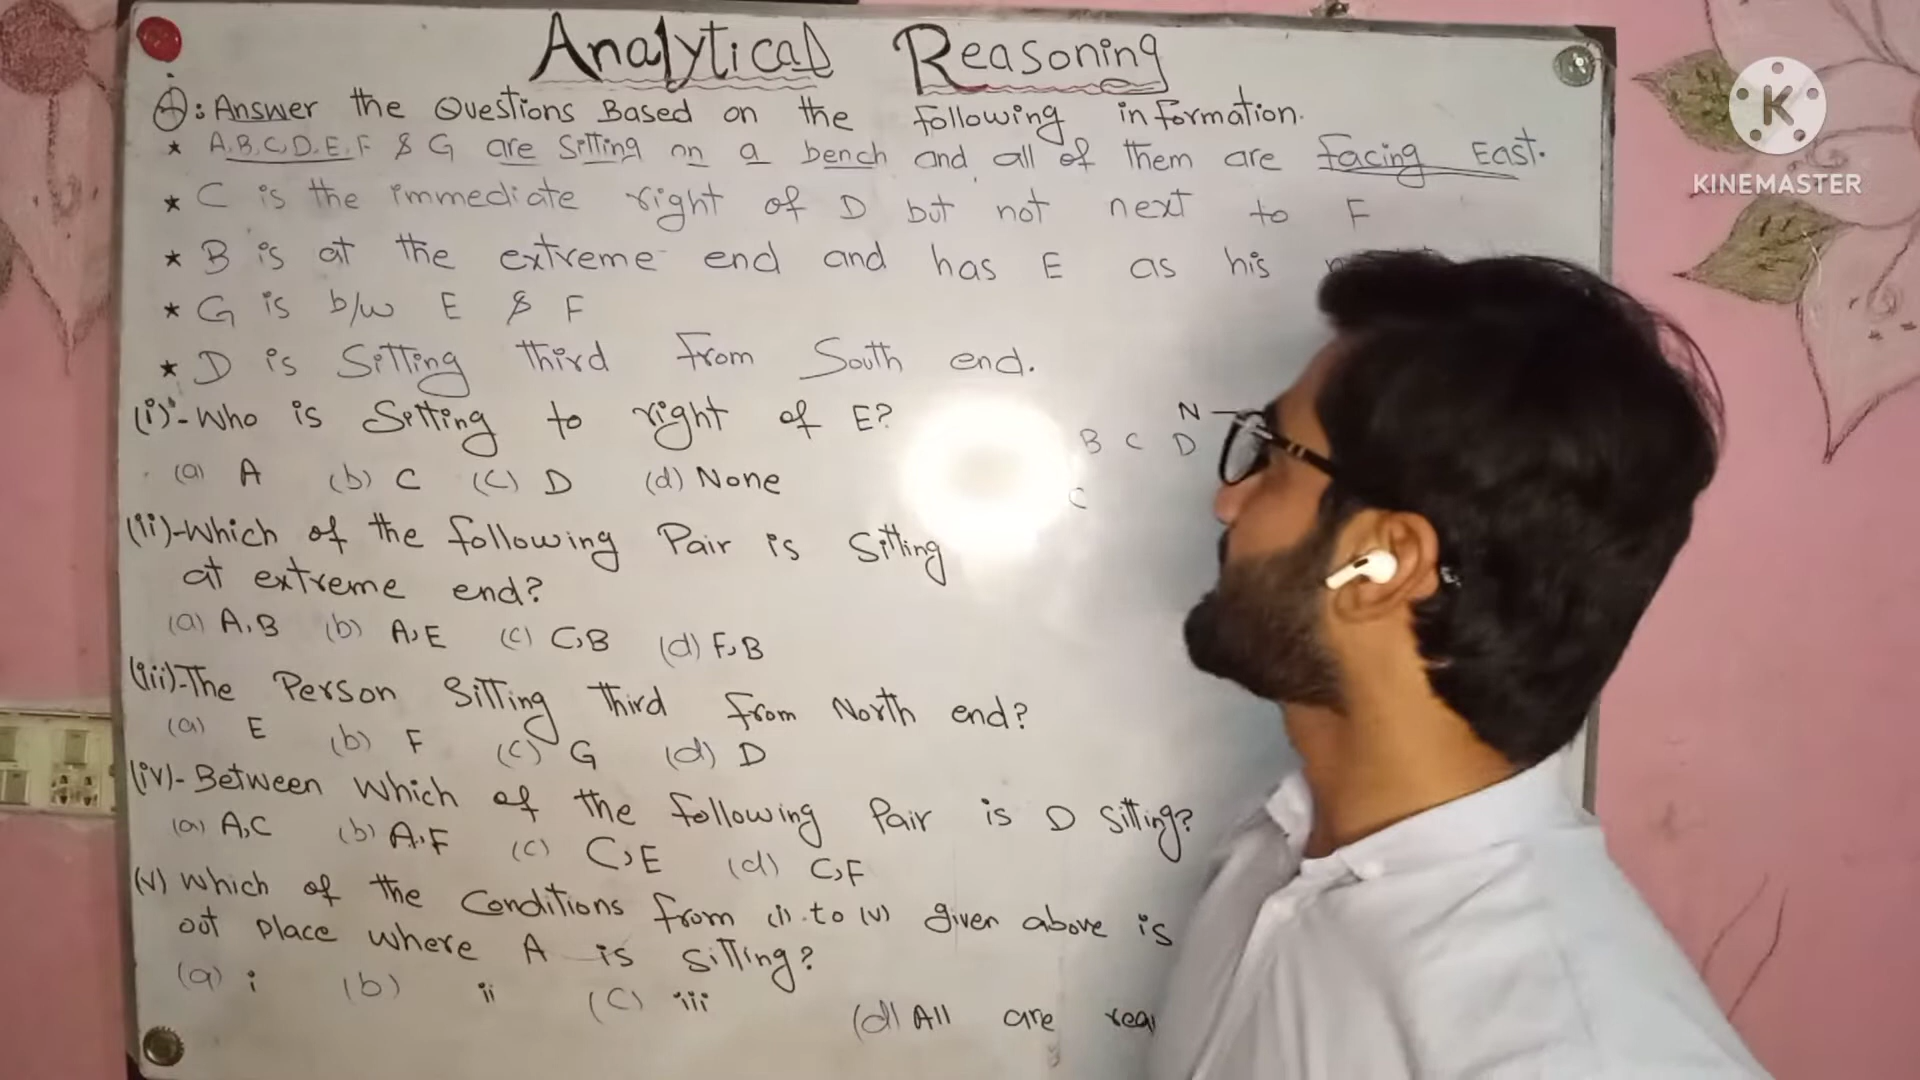 Analytical Reasoning
Q: Answer the Questions Based on the following information.
★ A,B,C,D,E,F & G are Sitting on a bench and all of them are facing East.
★ C is the immediate right of D but not next to F
★ B is at the extreme end and has E as his
★ G is b/w E & F
★ D is Sitting third from South end.
(i)- Who is Sitting to right of E?
(a) A (b) C (c) D (d) None
(ii)- Which of the following Pair is Sitting
at extreme end?
(a) A,B (b) A,E (c) C,B (d) F,B
(iii)- The Person Sitting third from North end?
(a) E (b) F (c) G (d) D
(iv)- Between Which of the following Pair is D Sitting?
(a) A,C (b) A,F (c) C,E (d) C,F
(v) Which of the Conditions from (i) to (v) given above is
out place where A is sitting?
(a) i (b) ii (c) iii (d) All are
N
B C D
C
K
KINEMASTER